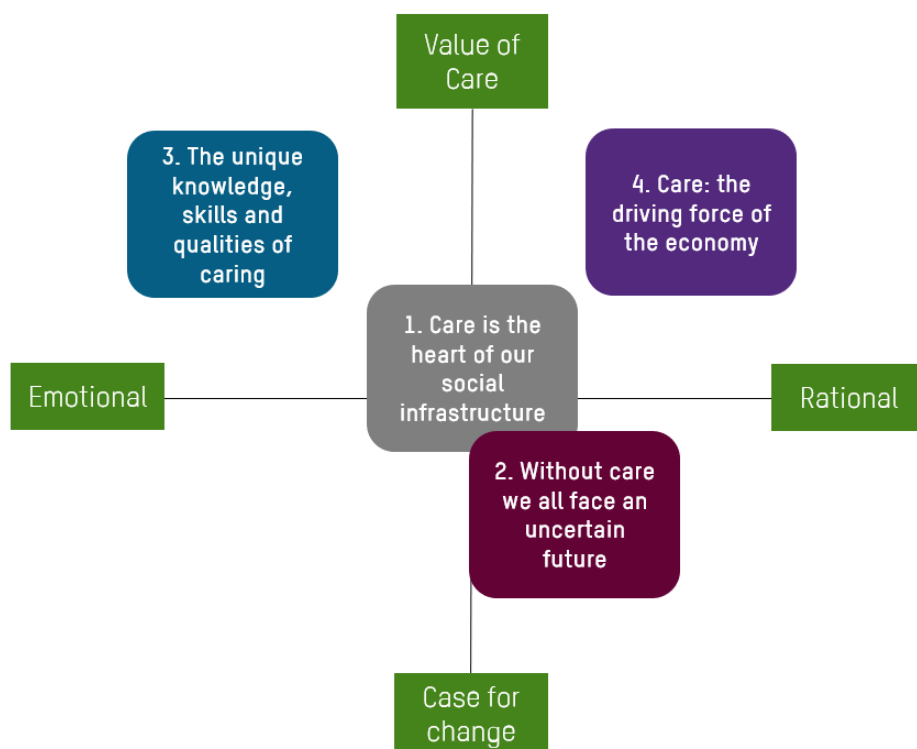 Value of
Care
3. The unique
knowledge,
skills and
qualities of
caring
4. Care: the
driving force of
the economy
1. Care is the
heart of our
social
infrastructure
Emotional
Rational
2. Without care
we all face an
uncertain
future
Case for
change